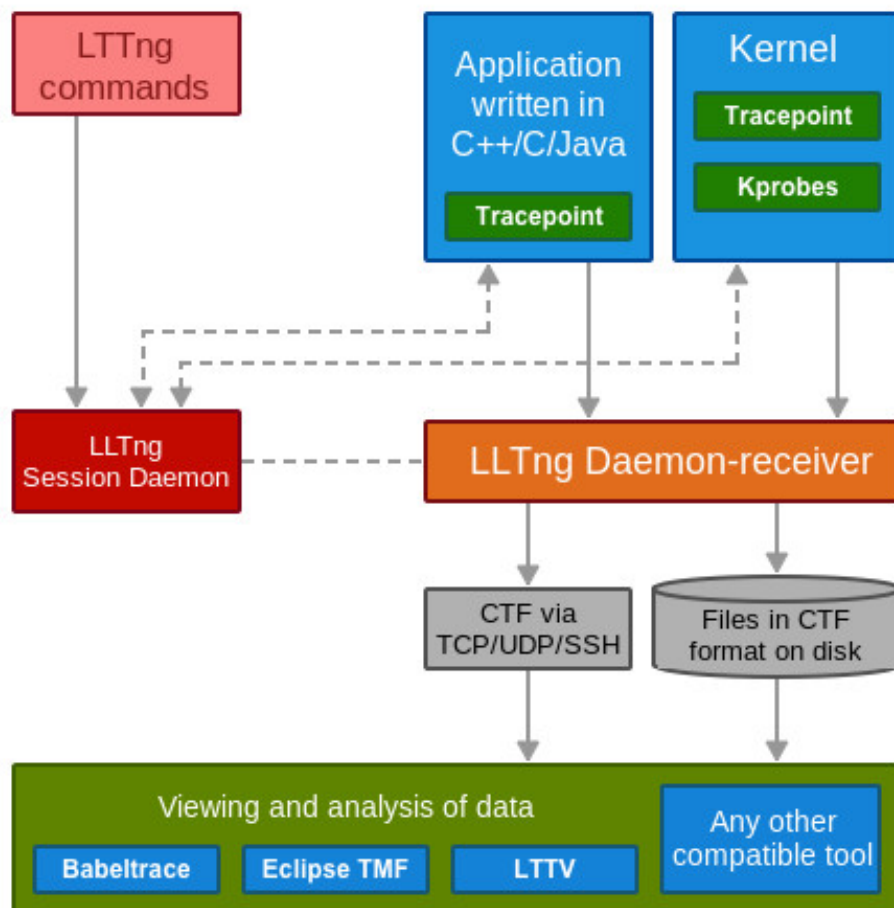 LTTng
commands
Application
written in
C++/C/Java
Tracepoint
Kernel
Tracepoint
Kprobes
LLTng
Session Daemon
LLTng Daemon-receiver
CTF via
TCP/UDP/SSH
Files in CTF
format on disk
Viewing and analysis of data
Babeltrace
Eclipse TMF
LTTV
Any other
compatible tool